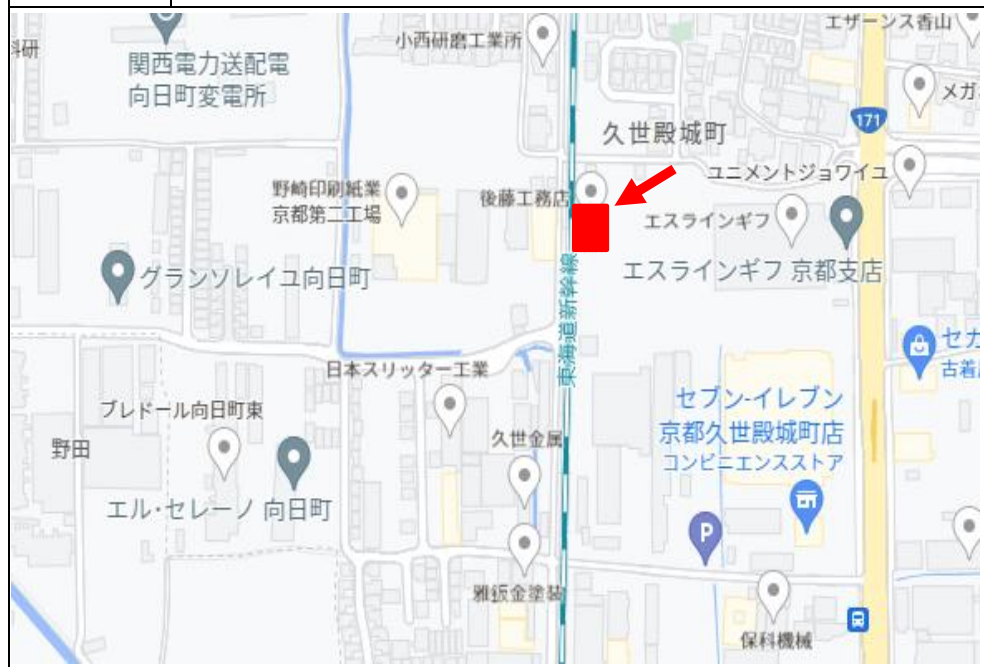 エザーンス香山
科研
小西研磨工業所
関西電力送配電
向日町変電所
メガ
171
久世殿城町
ユニメントジョワイユ
野崎印刷紙業
京都第二工場
後藤工務店
エスラインギフ
グランソレイユ向日町
エスラインギフ 京都支店
東海道新幹線
セカ
古着
日本スリッター工業
セブン-イレブン
京都久世殿城町店
コンビニエンスストア
ブレドール向日町東
久世金属
野田
エル・セレーノ 向日町
P
雅鈑金塗装
保科機械